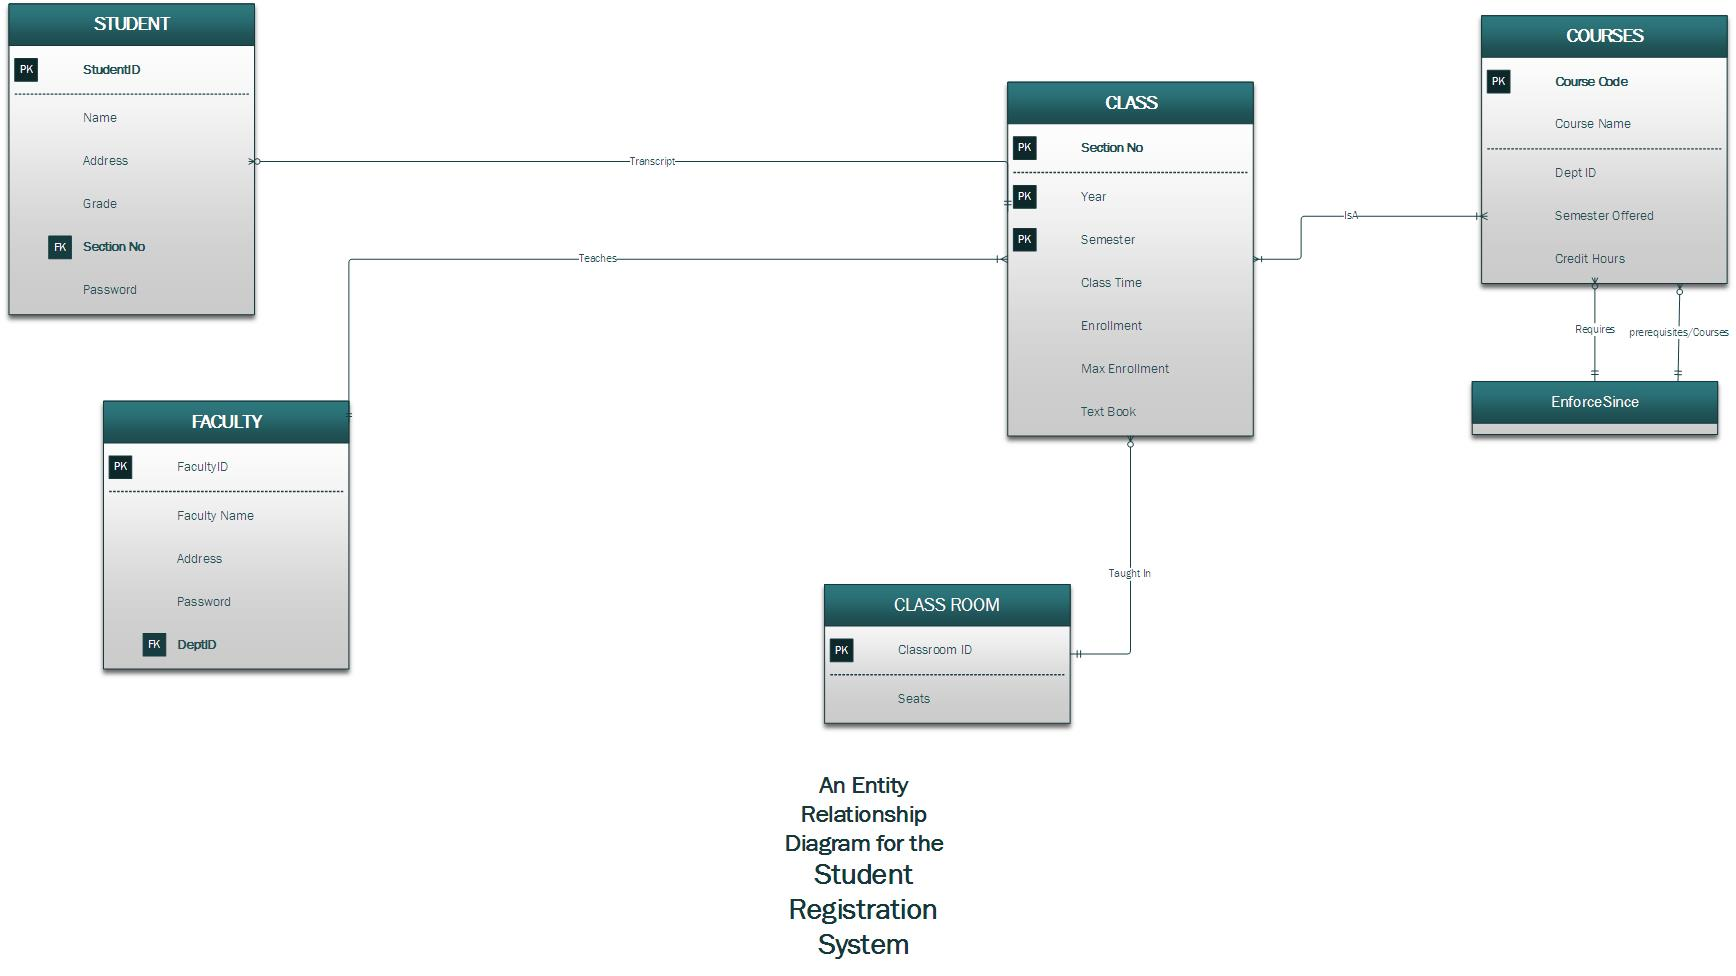 STUDENT
PK StudentID
Name
Address
Grade
FK Section No
Password
Transcript
Teaches
FACULTY
PK FacultyID
Faculty Name
Address
Password
FK DeptID
CLASS
PK Section No
PK Year
PK Semester
Class Time
Enrollment
Max Enrollment
Text Book
IsA
COURSES
PK Course Code
Course Name
Dept ID
Semester Offered
Credit Hours
Requires
prerequisites/Courses
EnforceSince
Taught In
CLASS ROOM
PK Classroom ID
Seats
An Entity
Relationship
Diagram for the
Student
Registration
System